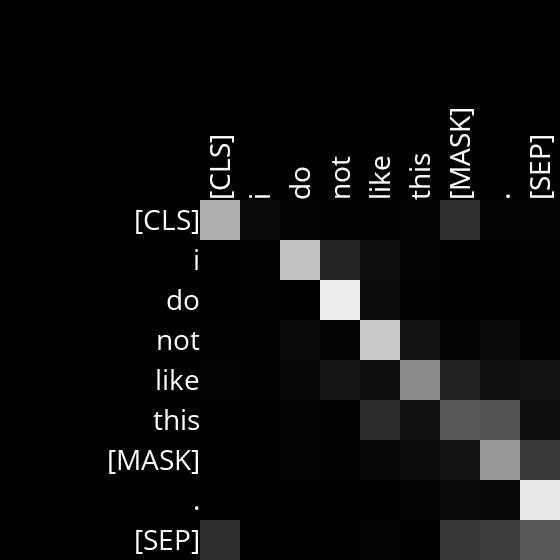 [CLS] i do not like this [MASK] . [SEP]
[CLS]
i
do
not
like
this
[MASK]
.
[SEP]